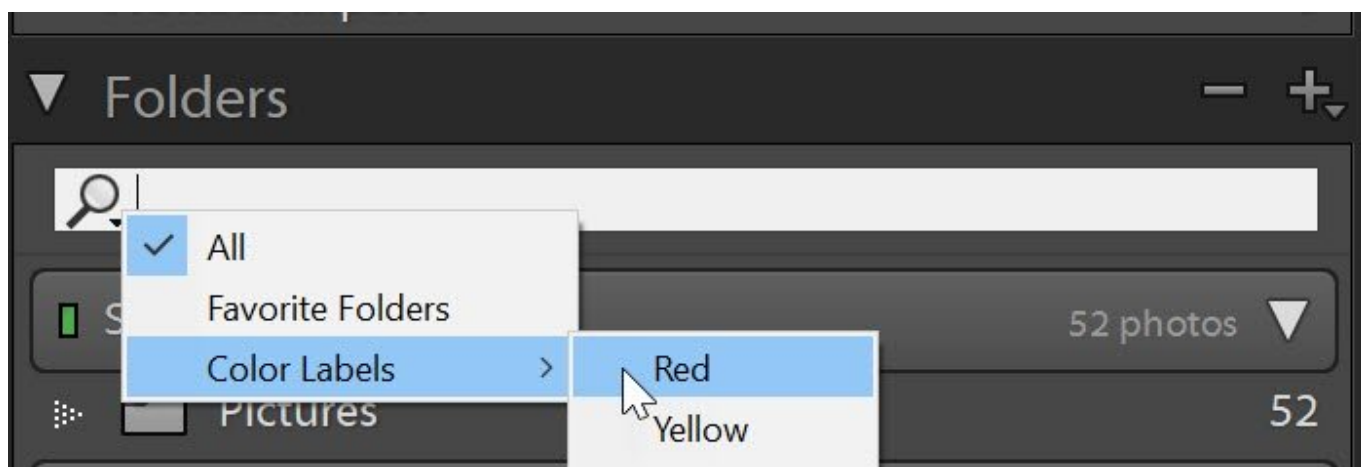 Folders
All
S
Favorite Folders
52 photos
Color Labels
Red
Pictures
52
Yellow